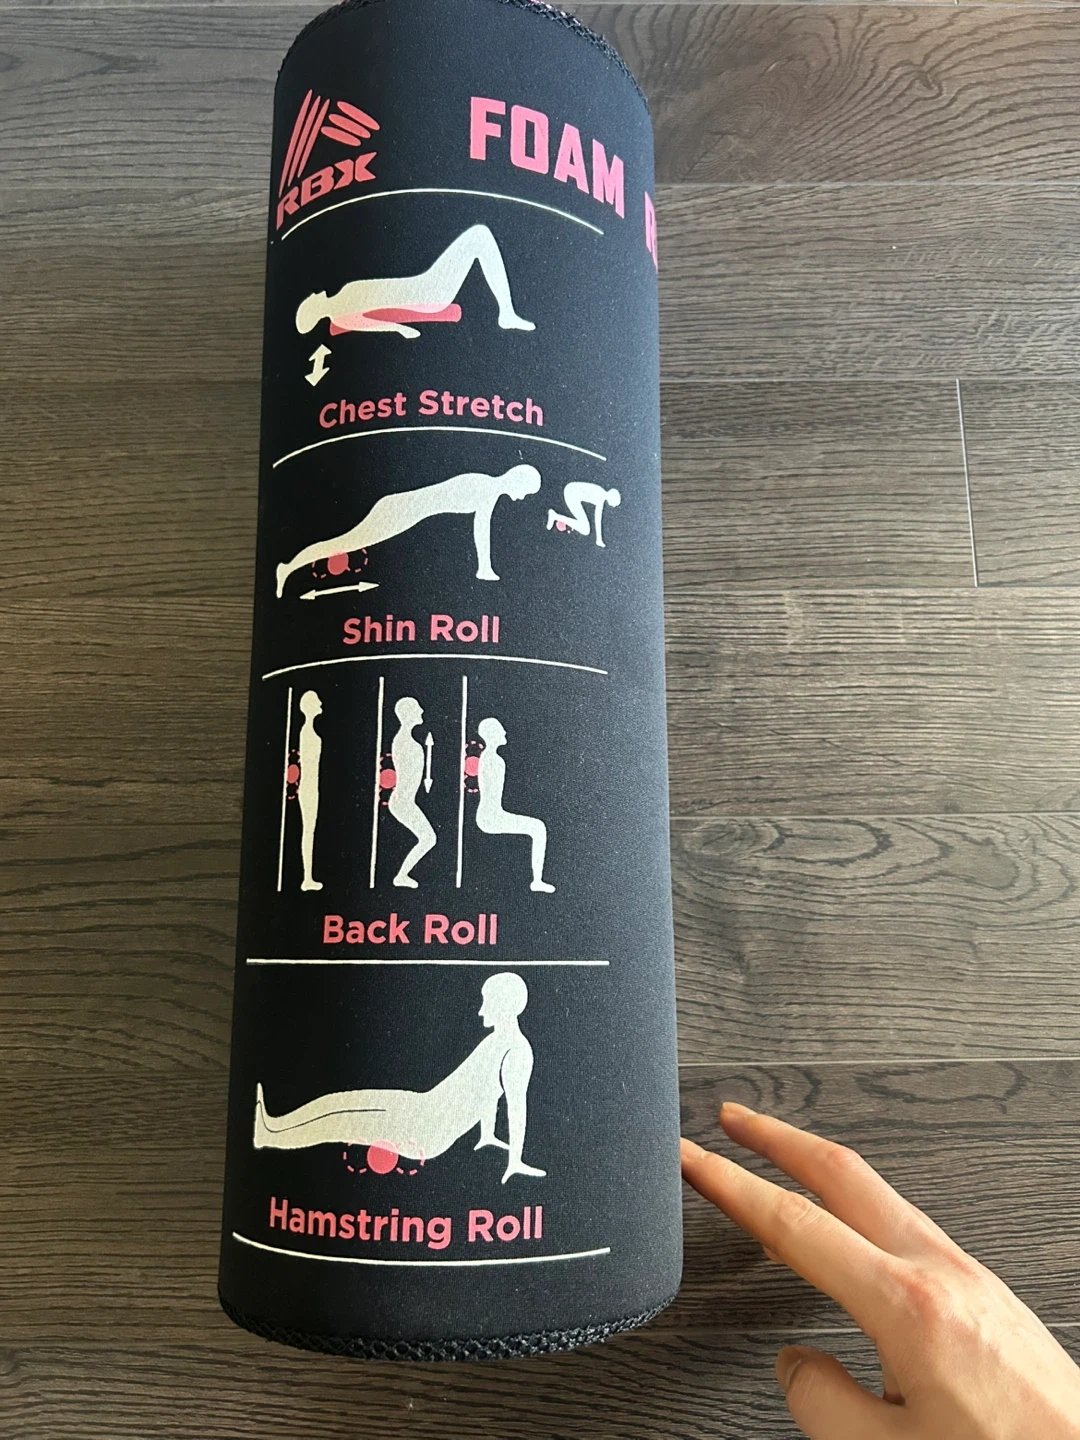 RBX
FOAM
Chest Stretch
Shin Roll
Back Roll
Hamstring Roll